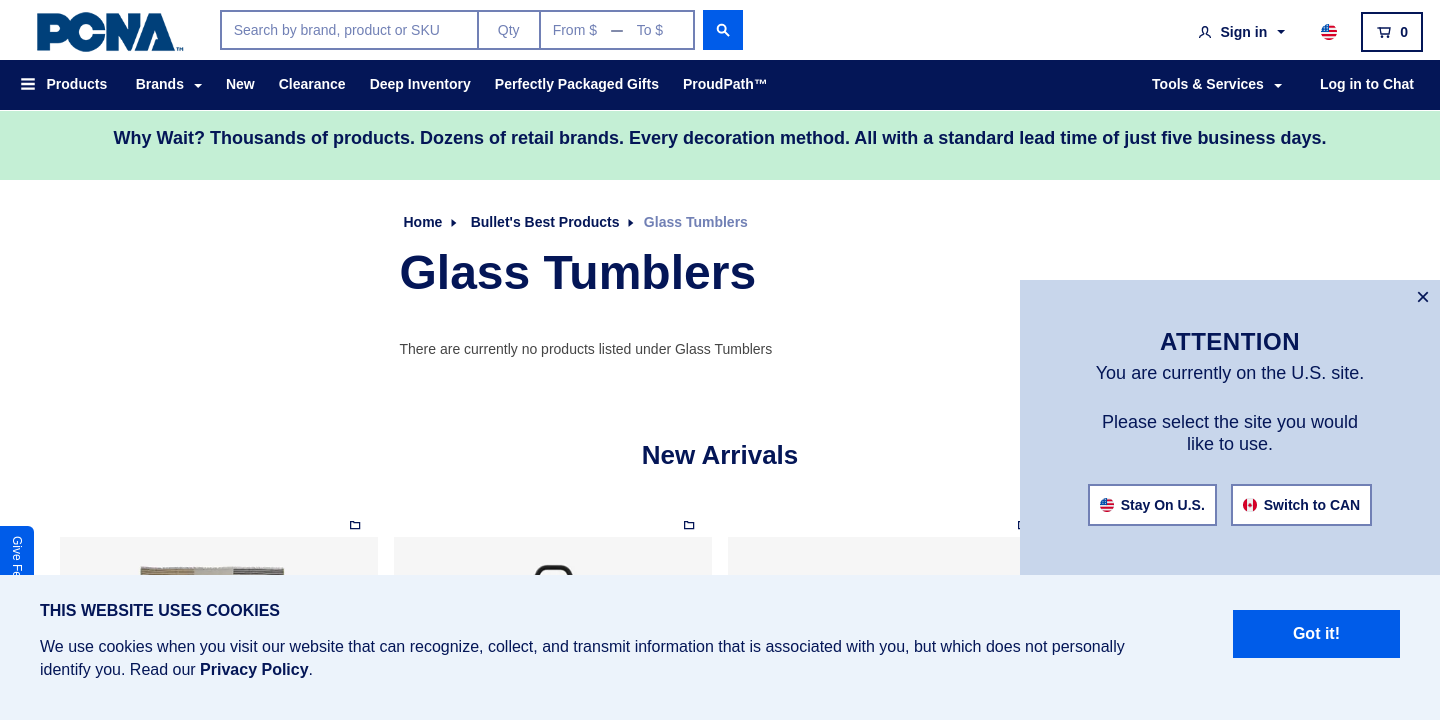 PCNA™
Search by brand, product or SKU
Qty
From $ — To $
Sign in
0
Products
Brands
New
Clearance
Deep Inventory
Perfectly Packaged Gifts
ProudPath™
Tools & Services
Log in to Chat
Why Wait? Thousands of products. Dozens of retail brands. Every decoration method. All with a standard lead time of just five business days.
Home
Bullet's Best Products
Glass Tumblers
Glass Tumblers
There are currently no products listed under Glass Tumblers
ATTENTION
You are currently on the U.S. site.
Please select the site you would
like to use.
Stay On U.S.
Switch to CAN
New Arrivals
Give
THIS WEBSITE USES COOKIES
We use cookies when you visit our website that can recognize, collect, and transmit information that is associated with you, but which does not personally
identify you. Read our Privacy Policy.
Got it!